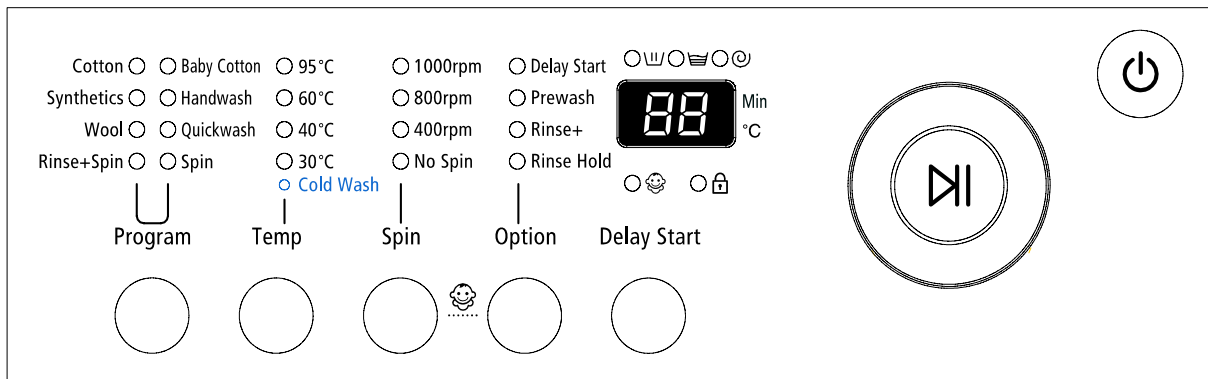 Cotton Baby Cotton 95°C 1000rpm Delay Start
Synthetics Handwash 60°C 800rpm Prewash
Wool Quickwash 40°C 400rpm Rinse+
Rinse+Spin Spin 30°C No Spin Rinse Hold
Cold Wash
88 Min
°C
Program Temp Spin Option Delay Start